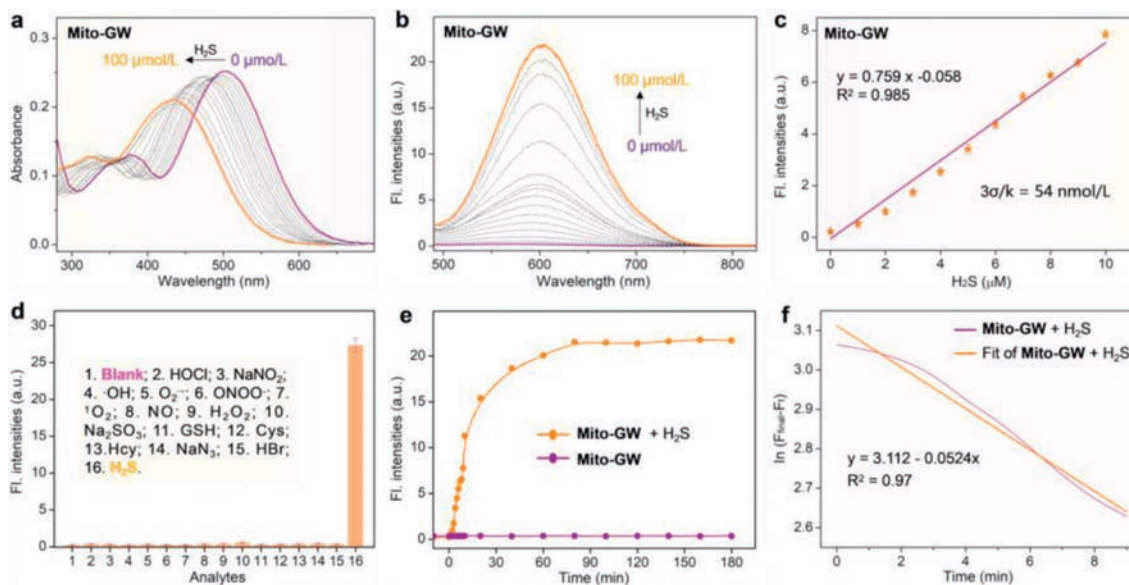 a
Mito-GW
H₂S
100 μmol/L
0 μmo/L
0.3
0.2
0.1
0.0
Absorbance
300
400
500
600
Wavelength (nm)
b
Mito-GW
100 μmol/L
H₂S
0 μmol/L
20
15
10
5
0
Fl. intensities (a.u.)
500
600
700
800
Wavelength (nm)
c
Mito-GW
y = 0.759 x -0.058
R² = 0.985
3σ/k = 54 nmol/L
8
6
4
2
0
Fl. intensities (a.u.)
0
2
4
6
8
10
H₂S (μM)
d
30
25
20
15
10
5
0
Fl. intensities (a.u.)
1. Blank; 2. HOCl; 3. NaNO₂;
4. ·OH; 5. O₂·⁻; 6. ONOO⁻; 7.
¹O₂; 8. NO; 9. H₂O₂; 10.
Na₂SO₃; 11. GSH; 12. Cys;
13.Hcy; 14. NaN₃; 15. HBr;
16. H₂S.
1 2 3 4 5 6 7 8 9 10 11 12 13 14 15 16
Analytes
e
25
20
15
10
5
0
Fl. intensities (a.u.)
Mito-GW + H₂S
Mito-GW
0
30
60
90
120
150
180
Time (min)
f
Mito-GW + H₂S
Fit of Mito-GW + H₂S
3.1
3.0
2.9
2.8
2.7
2.6
ln (Ffinal-Ft)
y = 3.112 - 0.0524x
R² = 0.97
0
2
4
6
8
Time (min)